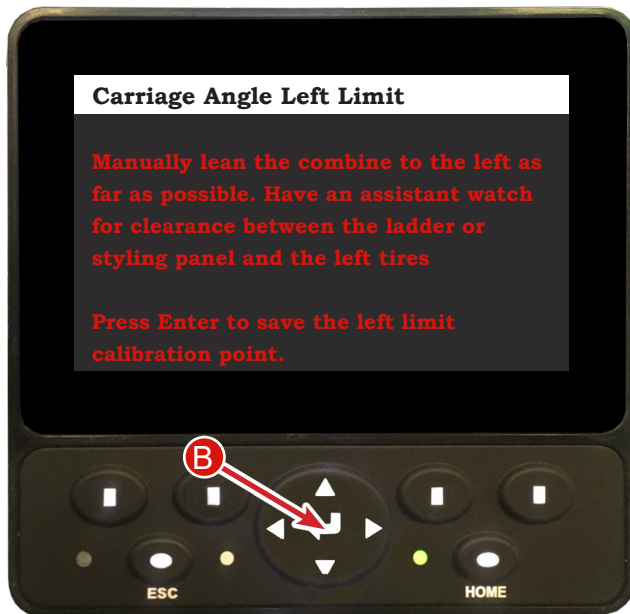 Carriage Angle Left Limit
Manually lean the combine to the left as
far as possible. Have an assistant watch
for clearance between the ladder or
styling panel and the left tires
Press Enter to save the left limit
calibration point.
B
ESC
HOME